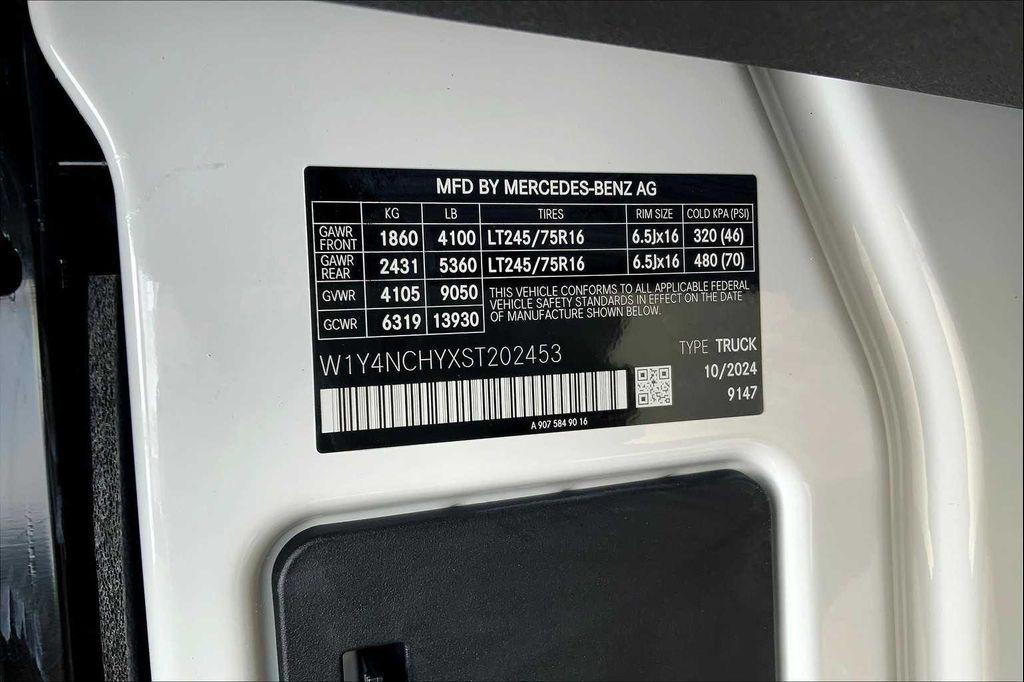 MFD BY MERCEDES-BENZ AG
KG LB TIRES RIM SIZE COLD KPA (PSI)
GAWR FRONT 1860 4100 LT245/75R16 6.5Jx16 320 (46)
GAWR REAR 2431 5360 LT245/75R16 6.5Jx16 480 (70)
GVWR 4105 9050
GCWR 6319 13930
THIS VEHICLE CONFORMS TO ALL APPLICABLE FEDERAL
VEHICLE SAFETY STANDARDS IN EFFECT ON THE DATE
OF MANUFACTURE SHOWN BELOW.
W1Y4NCHYXST202453
TYPE TRUCK
10/2024
9147
A 907 584 90 16